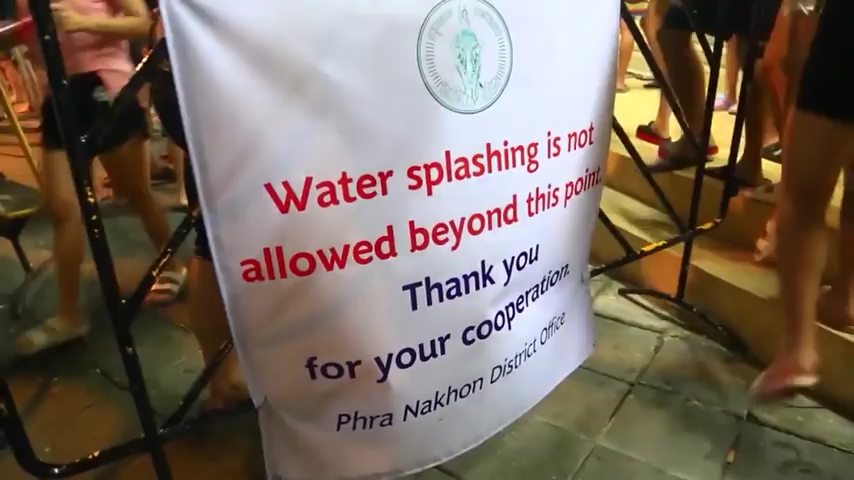 Water splashing is not
allowed beyond this point.
Thank you
for your cooperation.
Phra Nakhon District Office